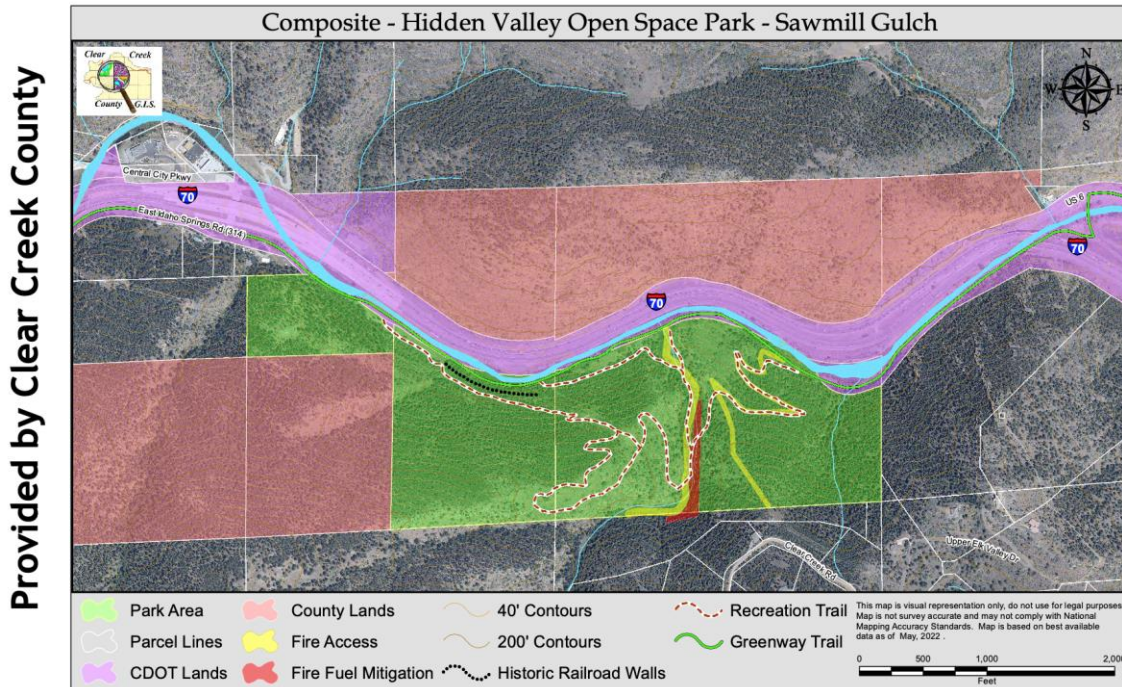 Provided by Clear Creek County
Composite - Hidden Valley Open Space Park - Sawmill Gulch
Clear Creek
County G.I.S.
N
W E
S
Central City Pkwy
70
East Idaho Springs Rd (314)
US 6
70
70
Clear Creek Rd
Upper Elk Valley Dr
Park Area
Parcel Lines
CDOT Lands
County Lands
Fire Access
Fire Fuel Mitigation
40' Contours
200' Contours
Historic Railroad Walls
Recreation Trail
Greenway Trail
This map is visual representation only, do not use for legal purposes.
Map is not survey accurate and may not comply with National
Mapping Accuracy Standards. Map is based on best available
data as of May, 2022 .
0 500 1,000 2,000
Feet